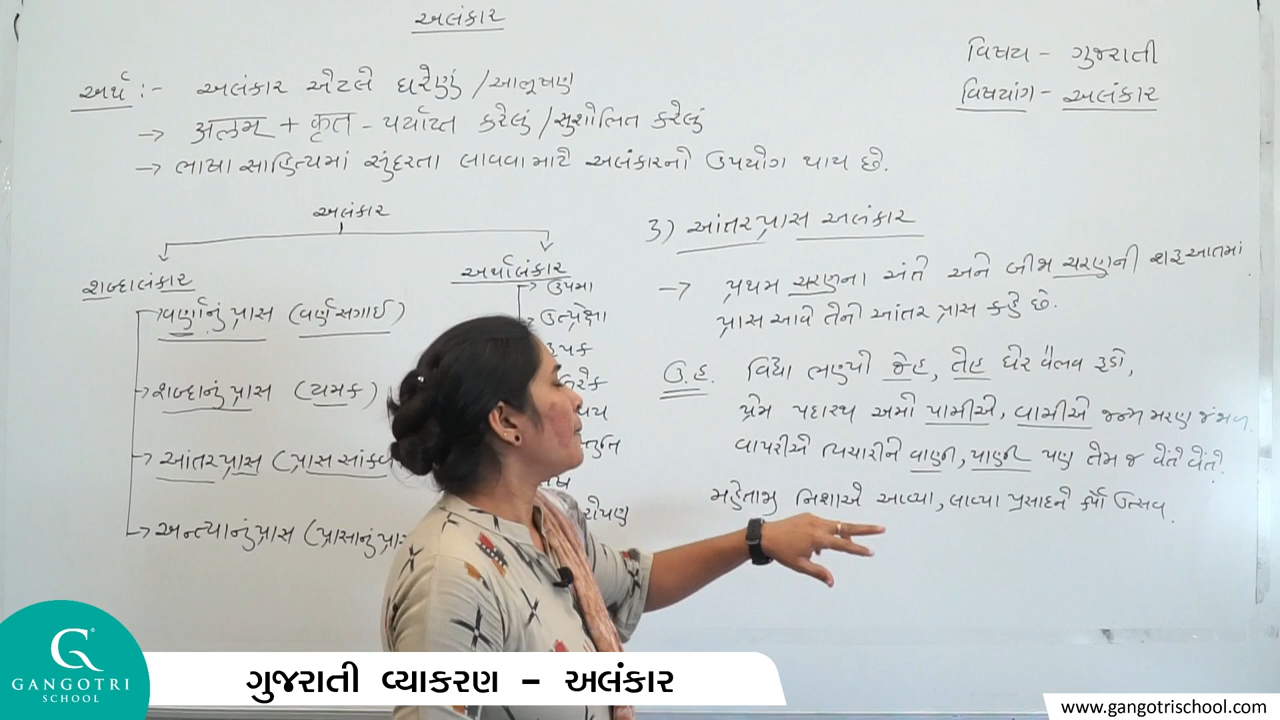 અલંકાર
વિષય - ગુજરાતી
વિષયાંગ - અલંકાર
અર્થ :- અલંકાર એટલે ઘરેણું /આભૂષણ
→ अलम + कृत - પર્યાપ્ત કરેલું /સુશોભિત કરેલું
→ ભાષા સાહિત્યમાં સુંદરતા લાવવા માટે અલંકારનો ઉપયોગ થાય છે.
અલંકાર
શબ્દાલંકાર
વર્ણાનુંપ્રાસ (વર્ણસગાઈ)
શબ્દાનુંપ્રાસ (યમક)
આંતરપ્રાસ (પ્રાસ સાંક
અન્ત્યાનુંપ્રાસ (પ્રાસાનુંપ્રા
અર્થાલંકાર
ઉપમા
ઉત્પ્રેક્ષા
3) આંતરપ્રાસ અલંકાર
→ પ્રથમ ચરણના અંતે અને બીજા ચરણની શરૂઆતમાં
પ્રાસ આવે તેને આંતર પ્રાસ કહે છે.
ઉ.હ. વિદ્યા ભણ્યો જેહ, તેહ ઘેર વૈભવ રૂડો,
પ્રેમ પદારથ અમો પામીએ, વામીએ જન્મ મરણ જંજાળ.
વાપરીએ વિચારીને વાણી, પાણી પણ તેમ જ
મહેતાજી નિશાએ આવ્યા, લાવ્યા પ્રસાદને કર્યો ઉત્સવ.
GANGOTRI
SCHOOL
ગુજરાતી વ્યાકરણ - અલંકાર
www.gangotrischool.com